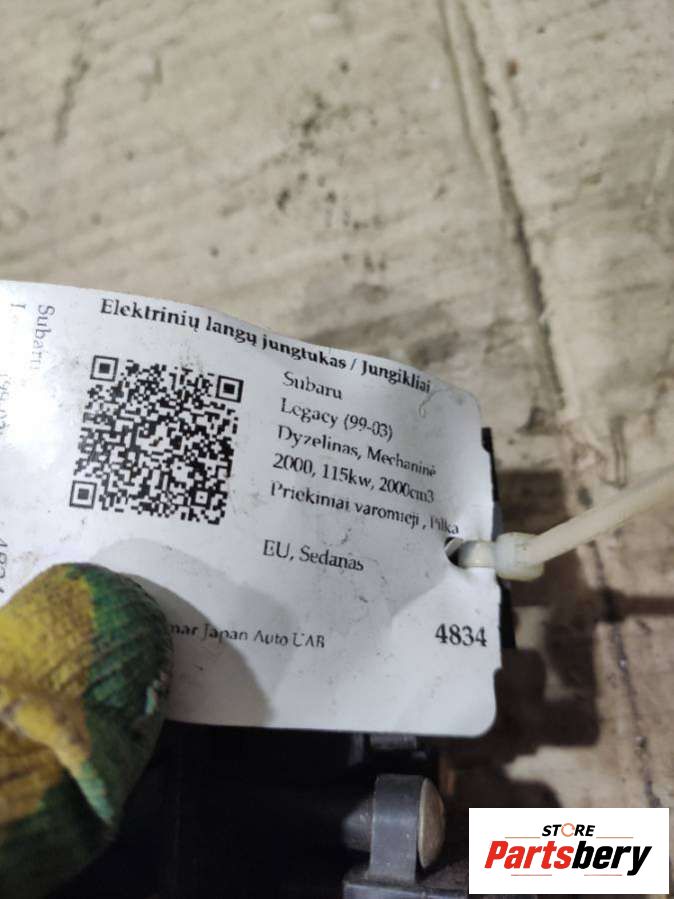 Elektrinių langų jungtukas / Jungikliai
Subaru
Legacy (99-03)
Dyzelinas, Mechaninė
2000, 115kw, 2000cm3
Priekiniai varomieji , Pilka
EU, Sedanas
Japan Auto UAB
4834
Subaru
STORE
Partsbery